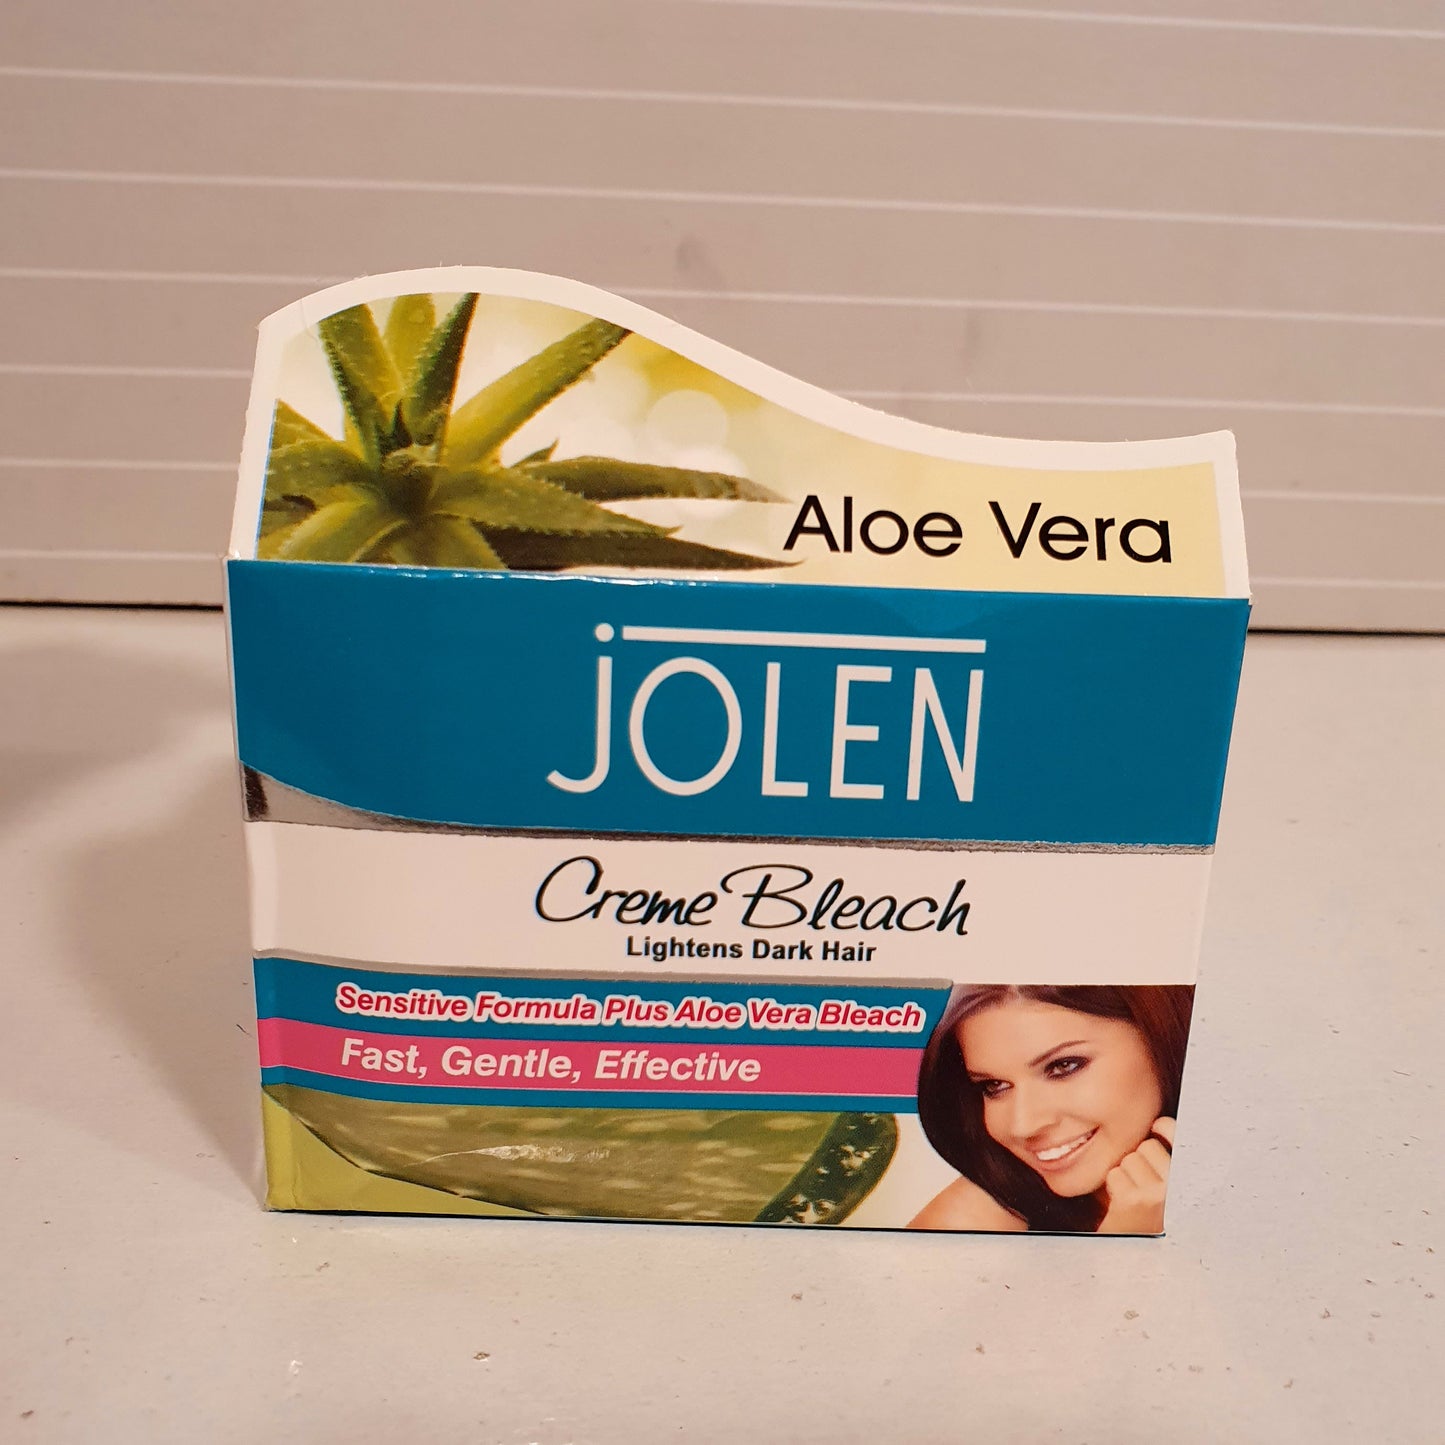 Aloe Vera
JOLEN
Creme Bleach
Lightens Dark Hair
Sensitive Formula Plus Aloe Vera Bleach
Fast, Gentle, Effective